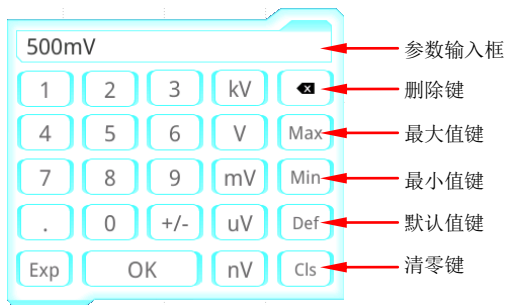 500mV
参数输入框
1 2 3 kV
删除键
4 5 6 V Max
最大值键
7 8 9 mV Min
最小值键
. 0 +/- uV Def
默认值键
Exp OK nV Cls
清零键